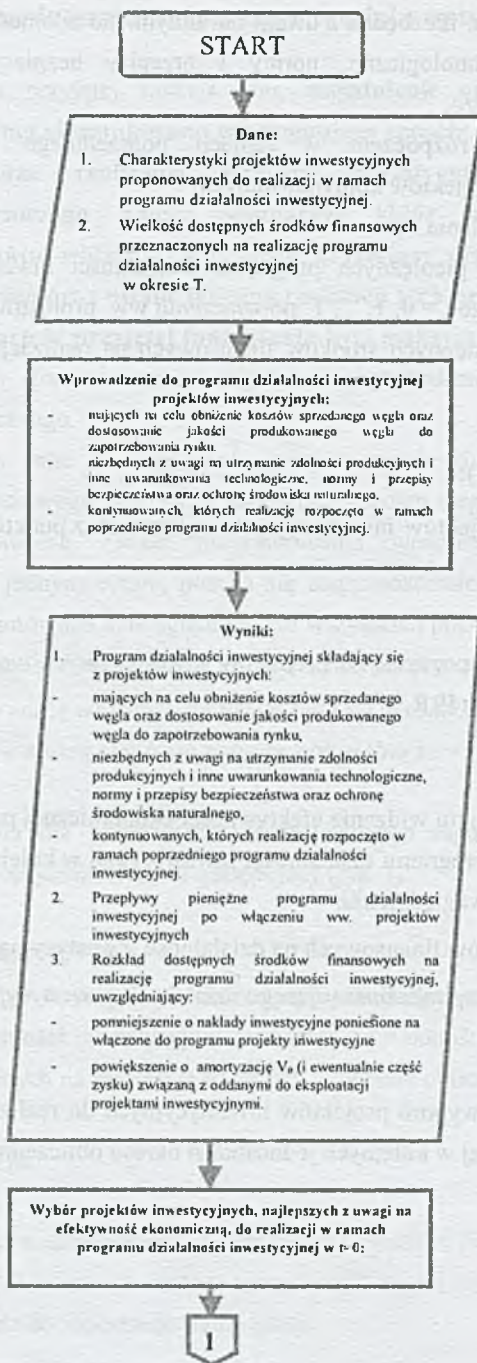 START
Dane:
1. Charakterystyki projektów inwestycyjnych
proponowanych do realizacji w ramach
programu działalności inwestycyjnej.
2. Wielkość dostępnych środków finansowych
przeznaczonych na realizację programu
działalności inwestycyjnej
w okresie T.
Wprowadzenie do programu działalności inwestycyjnej
projektów inwestycyjnych:
- mających na celu obniżenie kosztów sprzedanego węgla oraz
dostosowanie jakości produkowanego węgla do
zapotrzebowania rynku.
- niezbędnych z uwagi na utrzymanie zdolności produkcyjnych i
inne uwarunkowania technologiczne, normy i przepisy
bezpieczeństwa oraz ochronę środowiska naturalnego,
- kontynuowanych, których realizację rozpoczęto w ramach
poprzedniego programu działalności inwestycyjnej.
Wyniki:
1. Program działalności inwestycyjnej składający się
z projektów inwestycyjnych:
- mających na celu obniżenie kosztów sprzedanego
węgla oraz dostosowanie jakości produkowanego
węgla do zapotrzebowania rynku,
- niezbędnych z uwagi na utrzymanie zdolności
produkcyjnych i inne uwarunkowania technologiczne,
normy i przepisy bezpieczeństwa oraz ochronę
środowiska naturalnego,
- kontynuowanych, których realizację rozpoczęto w
ramach poprzedniego programu działalności
inwestycyjnej.
2. Przepływy pieniężne programu działalności
inwestycyjnej po włączeniu ww. projektów
inwestycyjnych
3. Rozkład dostępnych środków finansowych na
realizację programu działalności inwestycyjnej,
uwzględniający:
- pomniejszenie o nakłady inwestycyjne poniesione na
włączone do programu projekty inwestycyjne
- powiększenie o amortyzację (i ewentualnie część
zysku) związaną z oddanymi do eksploatacji
projektami inwestycyjnymi.
Wybór projektów inwestycyjnych, najlepszych z uwagi na
efektywność ekonomiczną, do realizacji w ramach
programu działalności inwestycyjnej w t=0:
1